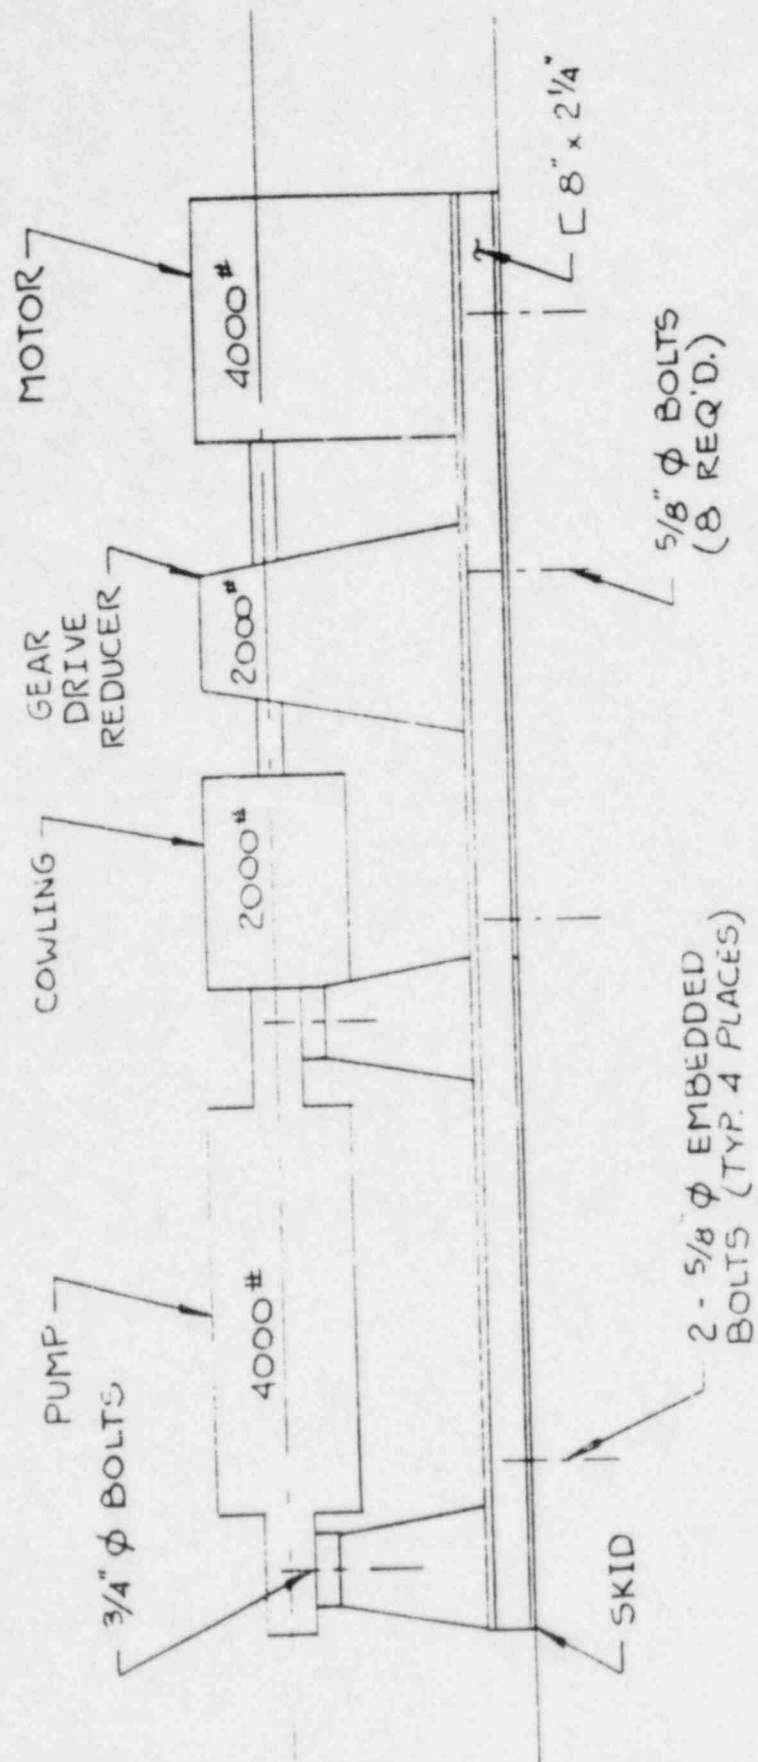 PUMP
COWLING
GEAR
DRIVE
REDUCER
MOTOR
3/4" φ BOLTS
4000#
2000#
2000#
4000#
SKID
2 - 5/8 φ EMBEDDED
BOLTS (TYP. 4 PLACES)
5/8" φ BOLTS
(8 REQ'D.)
[ 8" x 2 1/4"